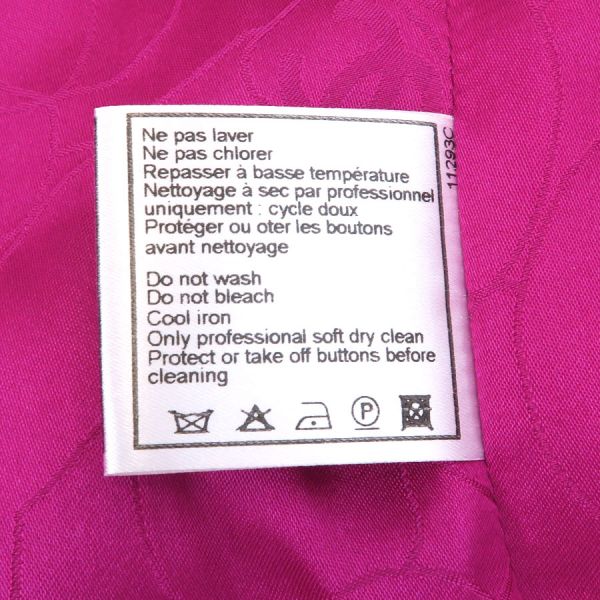 Ne pas laver
Ne pas chlorer
Repasser à basse température
Nettoyage à sec par professionnel
uniquement : cycle doux
Protéger ou oter les boutons
avant nettoyage
Do not wash
Do not bleach
Cool iron
Only professional soft dry clean
Protect or take off buttons before
cleaning
P
11293C